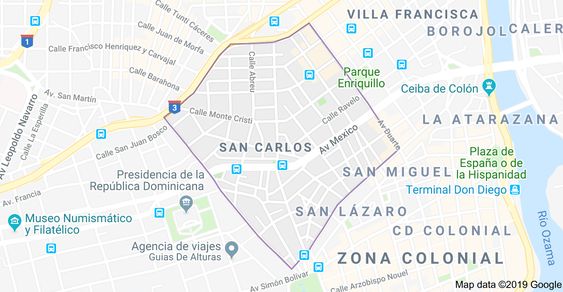 Calle Tunti Cáceres
VILLA FRANCISCA
BOROJOL
CALER
Calle Juan de Morfa
Calle Francisco Henriquez y Carvajal
1
Calle Abreu
Calle Barahona
Parque
Enriquillo
Ceiba de Colón
Av. San Martín
Av Leopoldo Navarro
Calle La Esperilla
3
Calle Monte Cristi
Calle Ravelo
LA ATARAZANA
Av Duarte
Calle San Juan Bosco
SAN CARLOS
Av Mexico
Plaza de
España o de
la Hispanidad
Presidencia de la
República Dominicana
SAN MIGUEL
Terminal Don Diego
Av. Francia
SAN LÁZARO
Museo Numismático
y Filatélico
CD COLONIAL
Río Ozama
Agencia de viajes
Guias De Alturas
ZONA COLONIAL
Av Simón Bolívar
Calle Arzobispo Nouel
Map data ©2019 Google